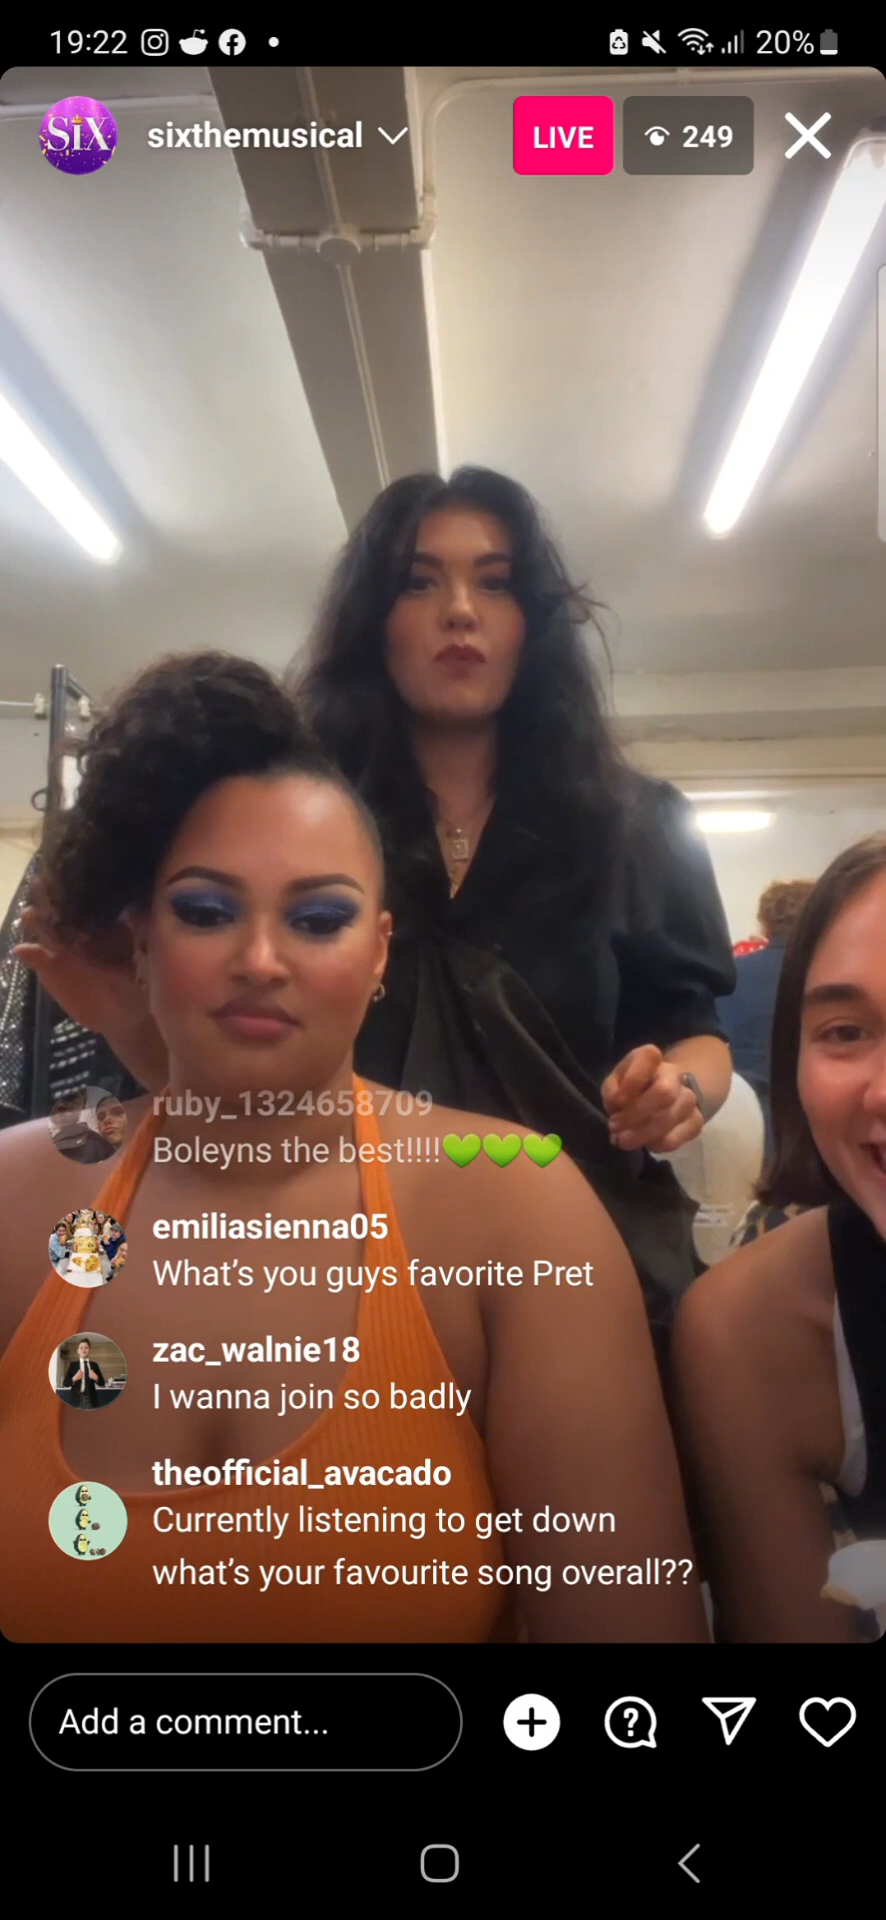 19:22
20%
SiX
sixthemusical
LIVE
249
ruby_1324658709
Boleyns the best!!!!💚💚💚
emiliasienna05
What's you guys favorite Pret
zac_walnie18
I wanna join so badly
theofficial_avacado
Currently listening to get down
what's your favourite song overall??
Add a comment...